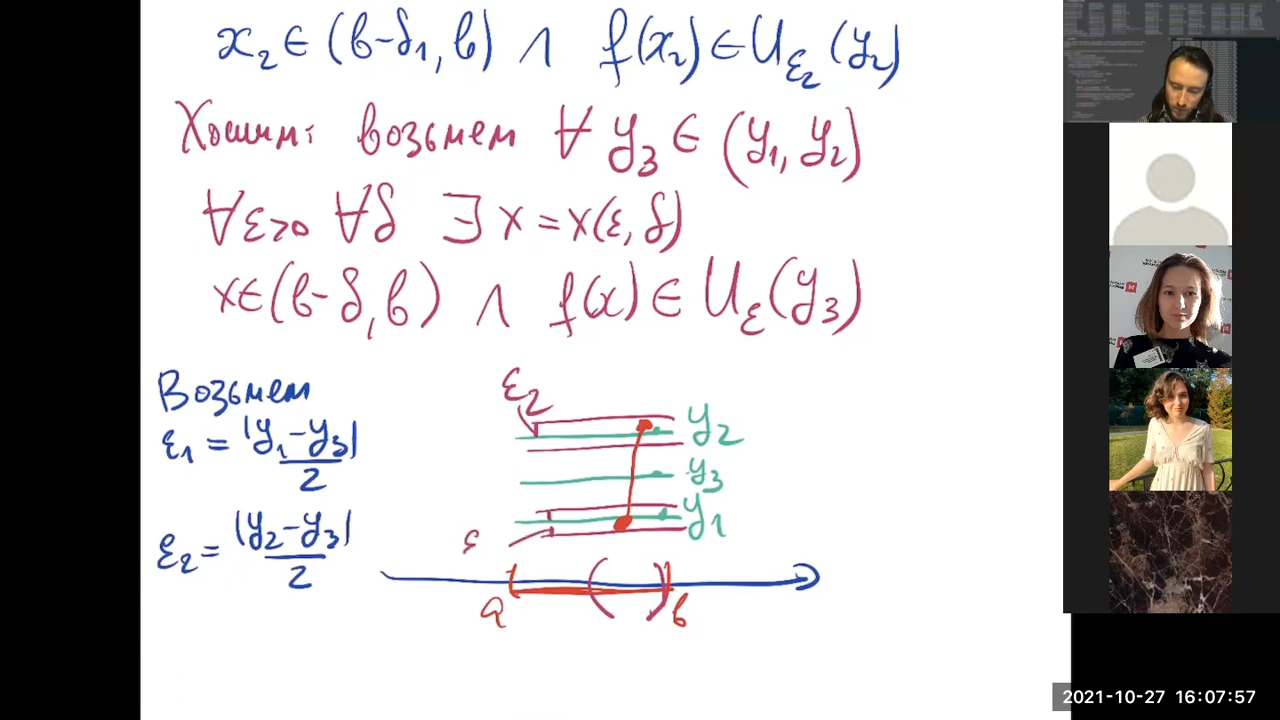 x₂ ∈ (в-δ₁, в) ∧ f(x₂) ∈ U_ε₂(y₂)
Хотим: возьмем ∀ y₃ ∈ (y₁, y₂)
∀ε>0 ∀δ ∃ x = x(ε, δ)
x∈(в-δ, в) ∧ f(x) ∈ U_ε(y₃)
Возьмем
ε₁ = |y₁-y₃|/2
ε₂ = |y₂-y₃|/2
ε₂
y₂
y₃
y₁
ε
a
в
2021-10-27 16:07:57